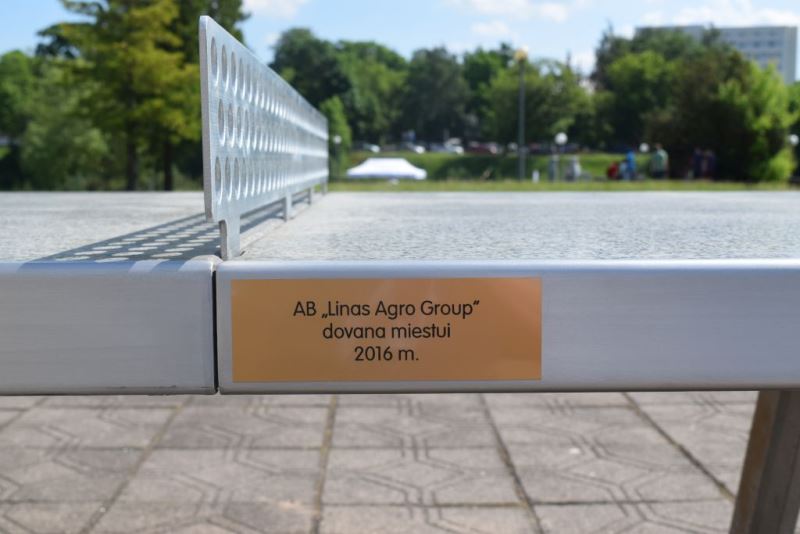 AB „Linas Agro Group“
dovana miestui
2016 m.